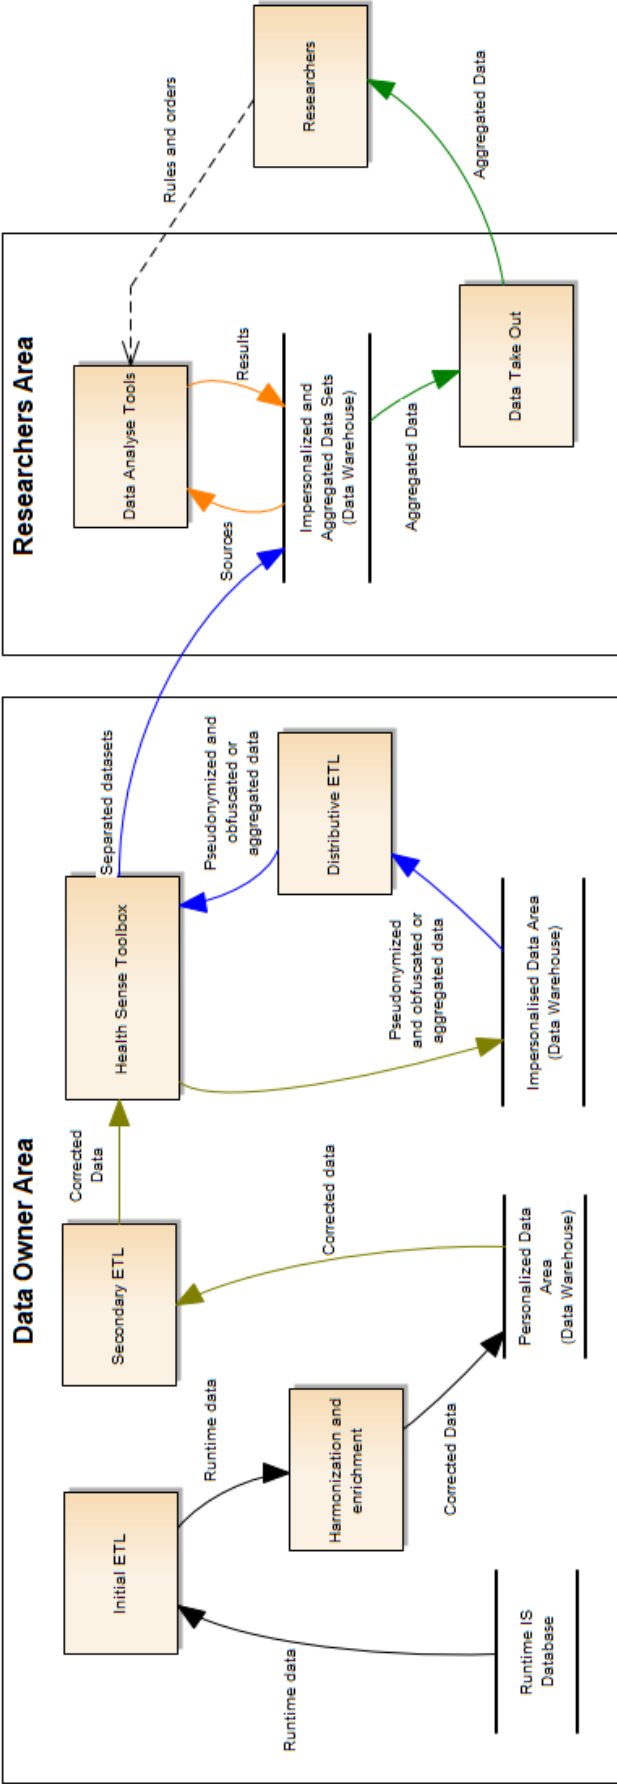 Data Owner Area
Initial ETL
Runtime data
Runtime data
Runtime IS
Database
Harmonization and
enrichment
Corrected Data
Secondary ETL
Corrected
Data
Corrected data
Personalized Data
Area
(Data Warehouse)
Health Sense Toolbox
Separated datasets
Pseudonymized and
obfuscated or
aggregated data
Distributive ETL
Pseudonymized
and obfuscated or
aggregated data
Impersonalised Data Area
(Data Warehouse)
Researchers Area
Data Analyse Tools
Sources
Results
Impersonalized and
Aggregated Data Sets
(Data Warehouse)
Aggregated Data
Data Take Out
Rules and orders
Researchers
Aggregated Data